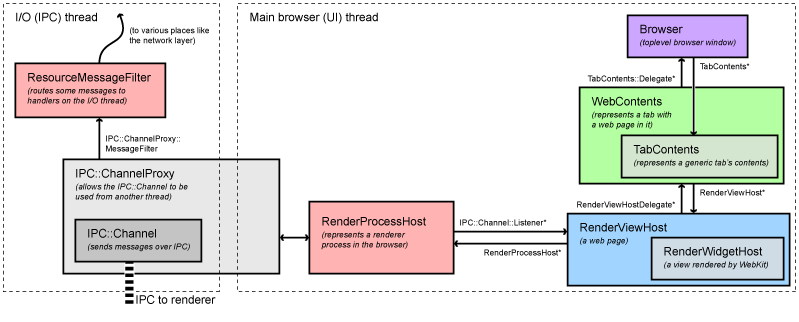 I/O (IPC) thread
(to various places like
the network layer)
ResourceMessageFilter
(routes some messages to
handlers on the I/O thread)
IPC::ChannelProxy::
MessageFilter
IPC::ChannelProxy
(allows the IPC::Channel to be
used from another thread)
IPC::Channel
(sends messages over IPC)
IPC to renderer
Main browser (UI) thread
Browser
(toplevel browser window)
TabContents::Delegate*
TabContents*
WebContents
(represents a tab with
a web page in it)
TabContents
(represents a generic tab's contents)
RenderViewHostDelegate*
RenderViewHost*
RenderProcessHost
(represents a renderer
process in the browser)
IPC::Channel::Listener*
RenderProcessHost*
RenderViewHost
(a web page)
RenderWidgetHost
(a view rendered by WebKit)